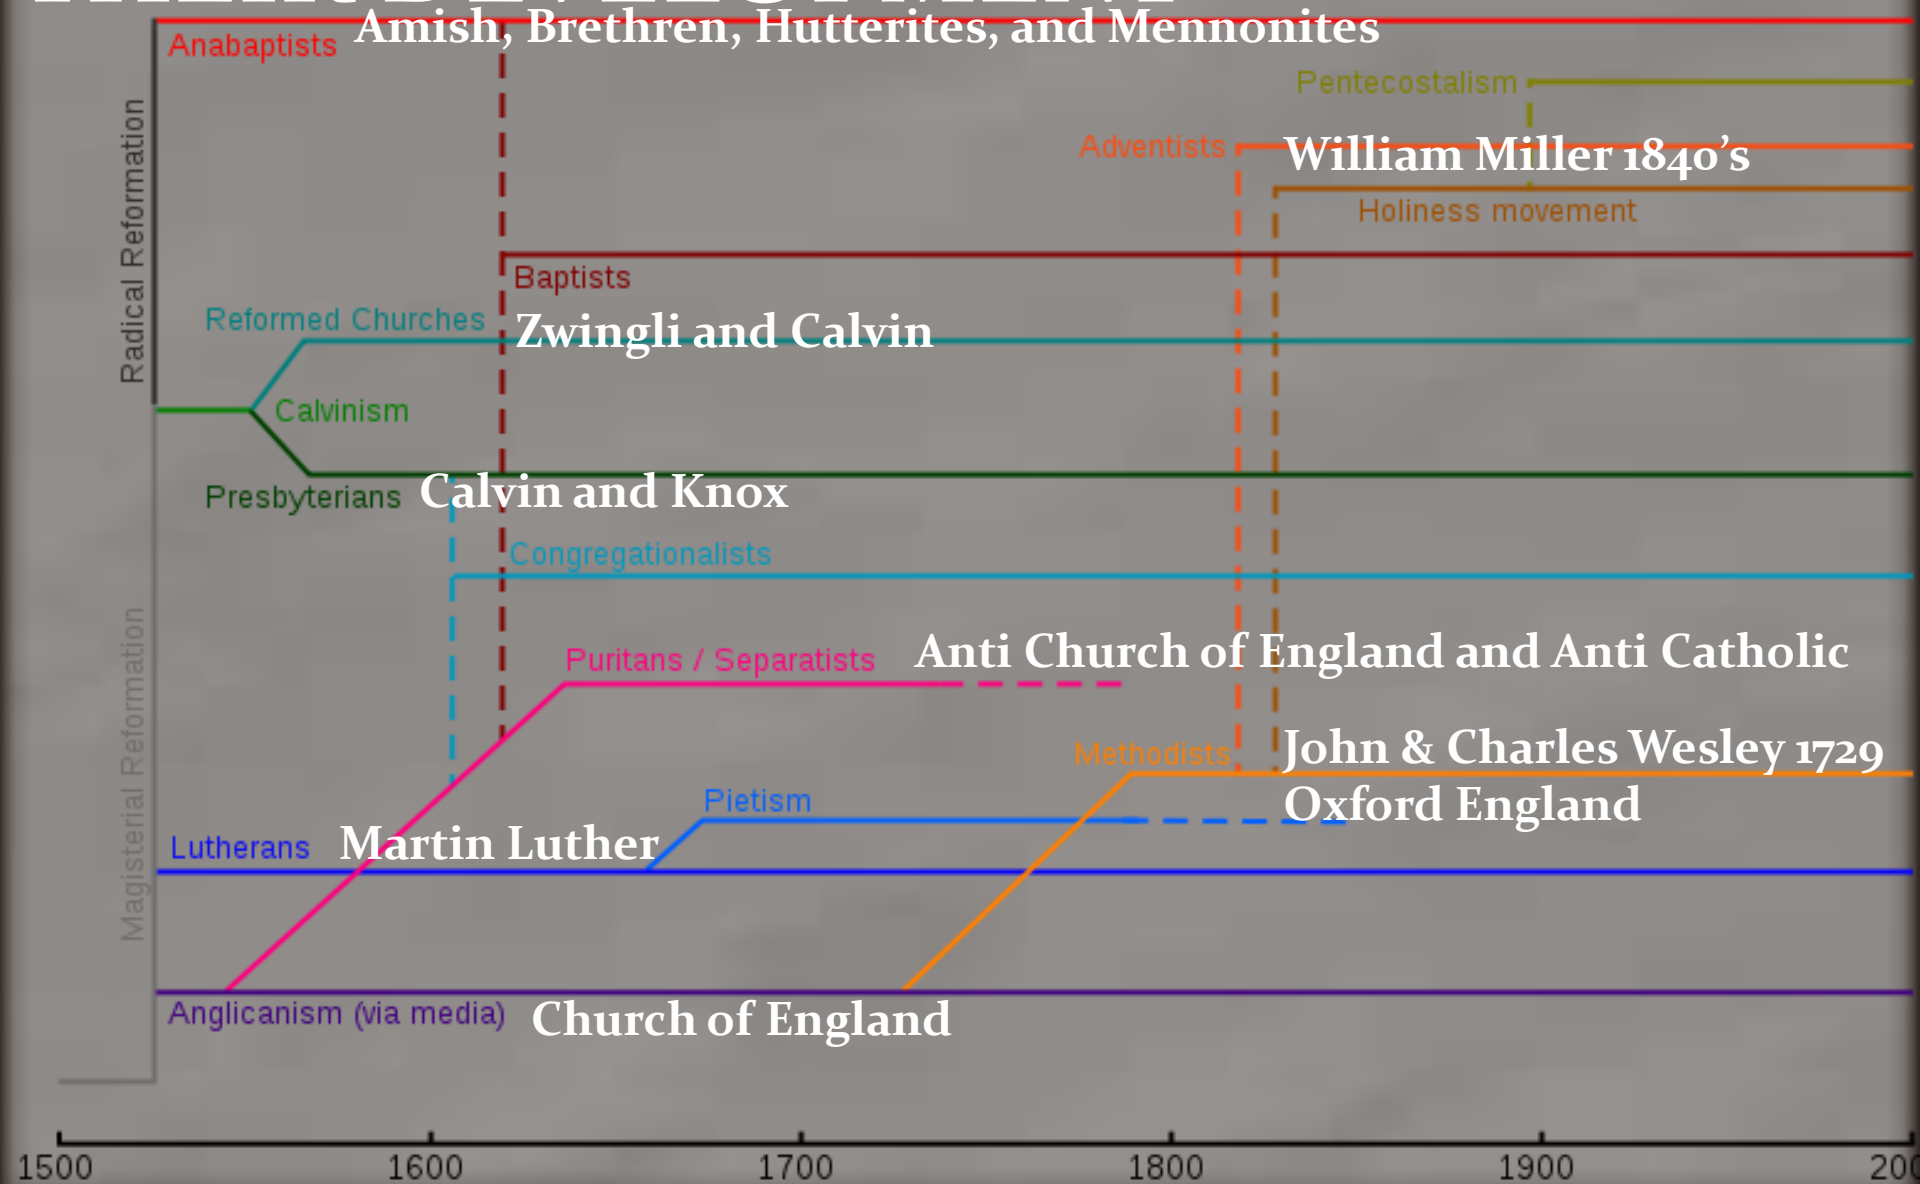 Anabaptists Amish, Brethren, Hutterites, and Mennonites
Pentecostalism
Adventists William Miller 1840’s
Holiness movement
Radical Reformation
Baptists
Reformed Churches Zwingli and Calvin
Calvinism
Presbyterians Calvin and Knox
Congregationalists
Puritans / Separatists Anti Church of England and Anti Catholic
Magisterial Reformation
Methodists John & Charles Wesley 1729
Oxford England
Pietism
Lutherans Martin Luther
Anglicanism (via media) Church of England
1500 1600 1700 1800 1900